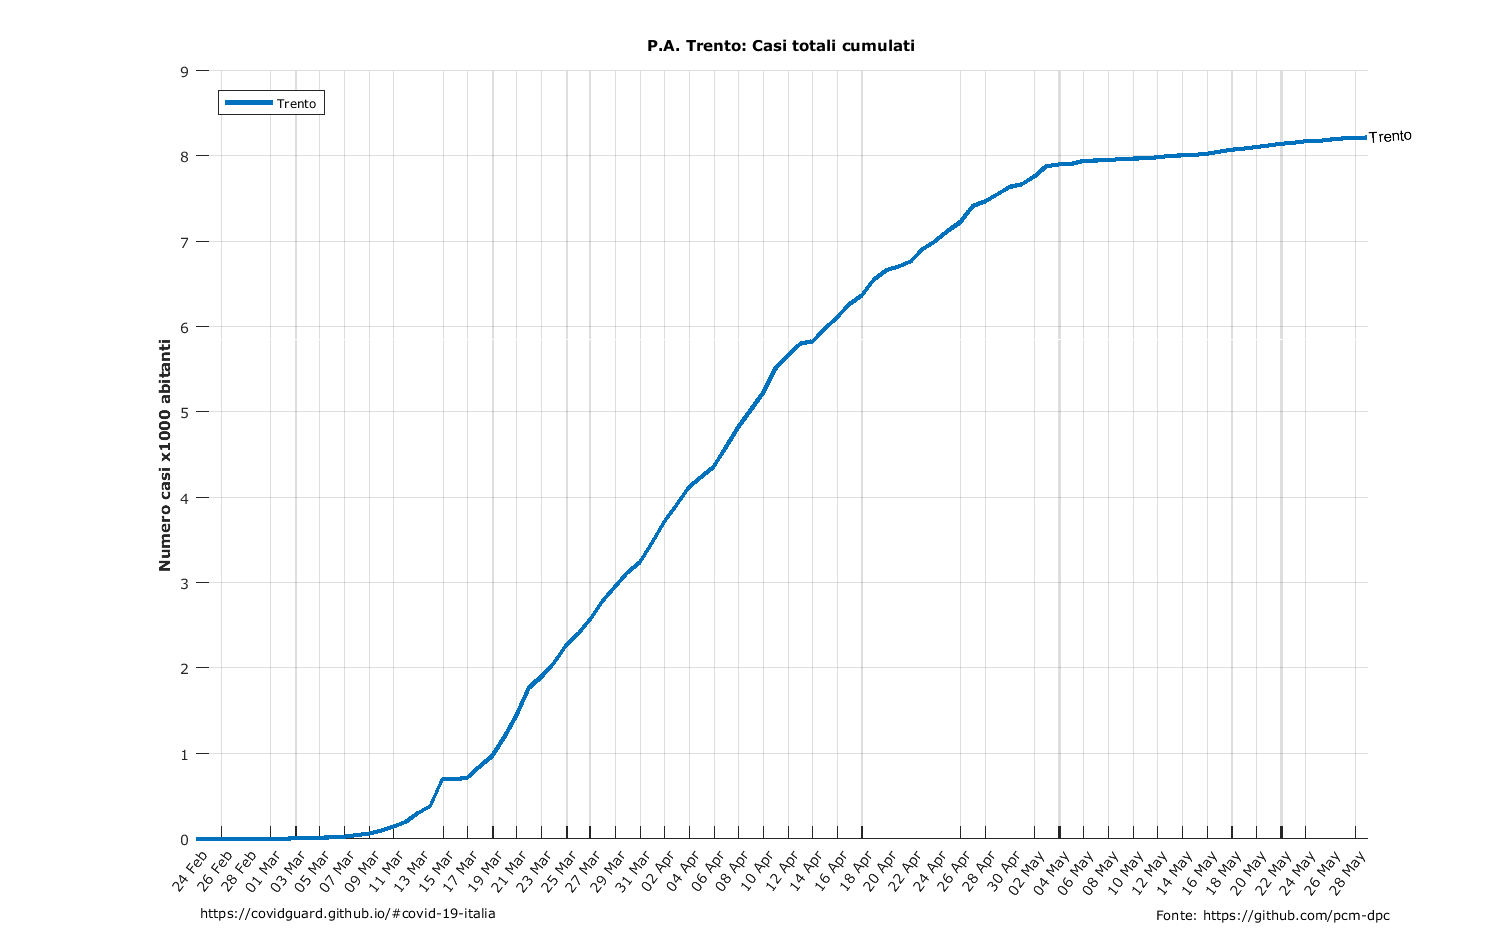 P.A. Trento: Casi totali cumulati
Trento
Trento
Numero casi x1000 abitanti
9
8
7
6
5
4
3
2
1
0
24 Feb
26 Feb
28 Feb
01 Mar
03 Mar
05 Mar
07 Mar
09 Mar
11 Mar
13 Mar
15 Mar
17 Mar
19 Mar
21 Mar
23 Mar
25 Mar
27 Mar
29 Mar
31 Mar
02 Apr
04 Apr
06 Apr
08 Apr
10 Apr
12 Apr
14 Apr
16 Apr
18 Apr
20 Apr
22 Apr
24 Apr
26 Apr
28 Apr
30 Apr
02 May
04 May
06 May
08 May
10 May
12 May
14 May
16 May
18 May
20 May
22 May
24 May
26 May
28 May
https://covidguard.github.io/#covid-19-italia
Fonte: https://github.com/pcm-dpc